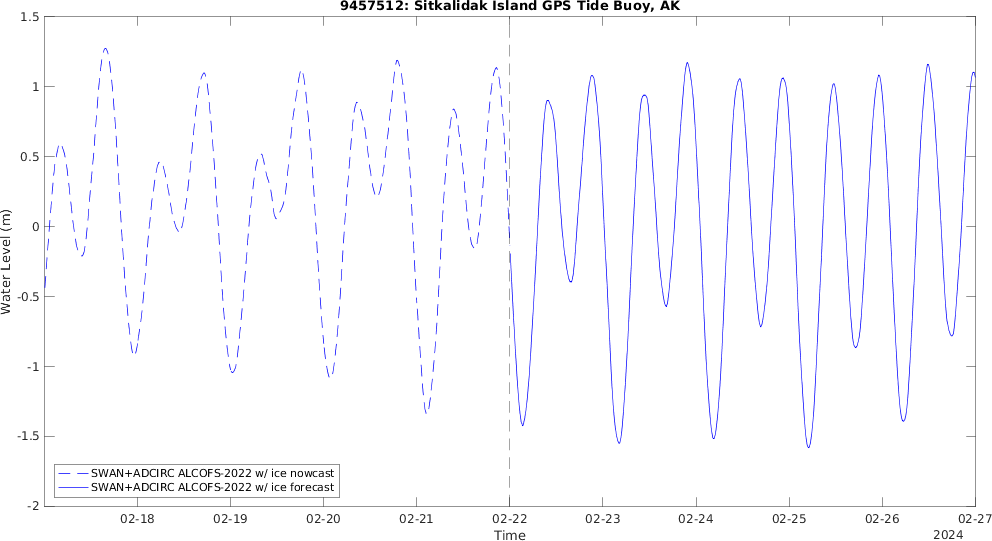 9457512: Sitkalidak Island GPS Tide Buoy, AK
1.5
1
0.5
0
-0.5
-1
-1.5
-2
Water Level (m)
SWAN+ADCIRC ALCOFS-2022 w/ ice nowcast
SWAN+ADCIRC ALCOFS-2022 w/ ice forecast
02-18 02-19 02-20 02-21 02-22 02-23 02-24 02-25 02-26 02-27
Time
2024